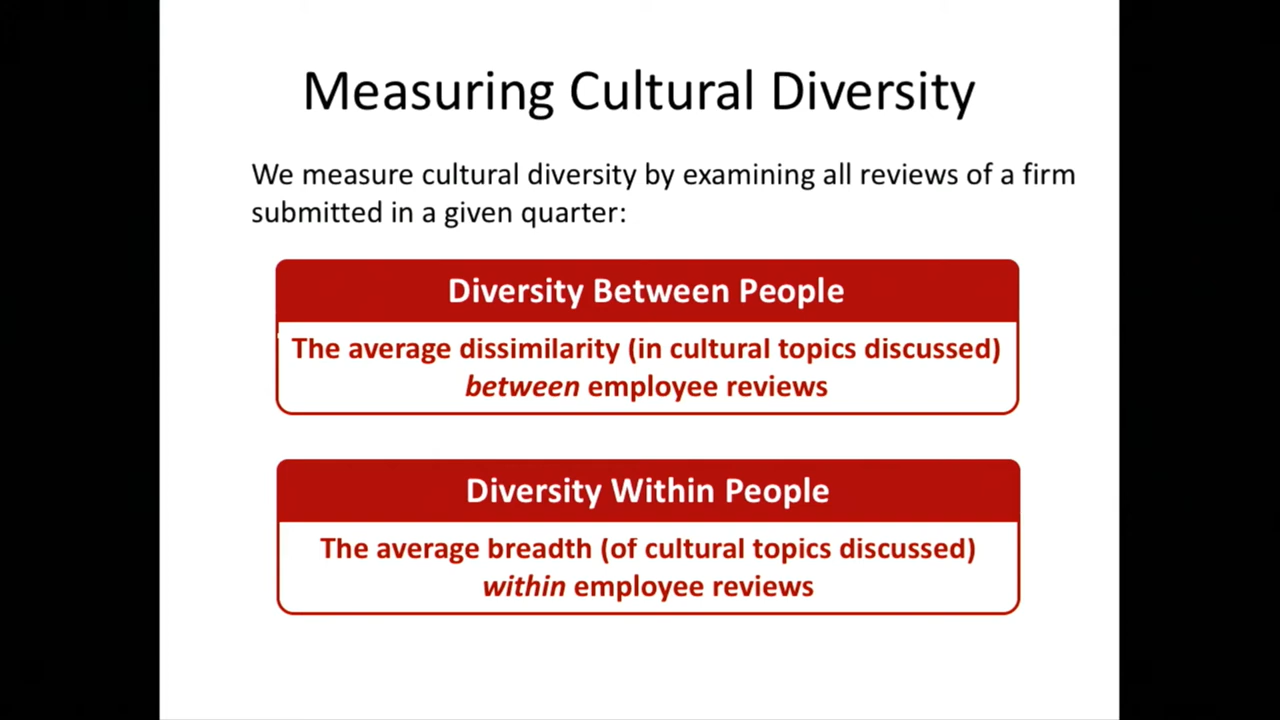 Measuring Cultural Diversity
We measure cultural diversity by examining all reviews of a firm
submitted in a given quarter:
Diversity Between People
The average dissimilarity (in cultural topics discussed)
between employee reviews
Diversity Within People
The average breadth (of cultural topics discussed)
within employee reviews